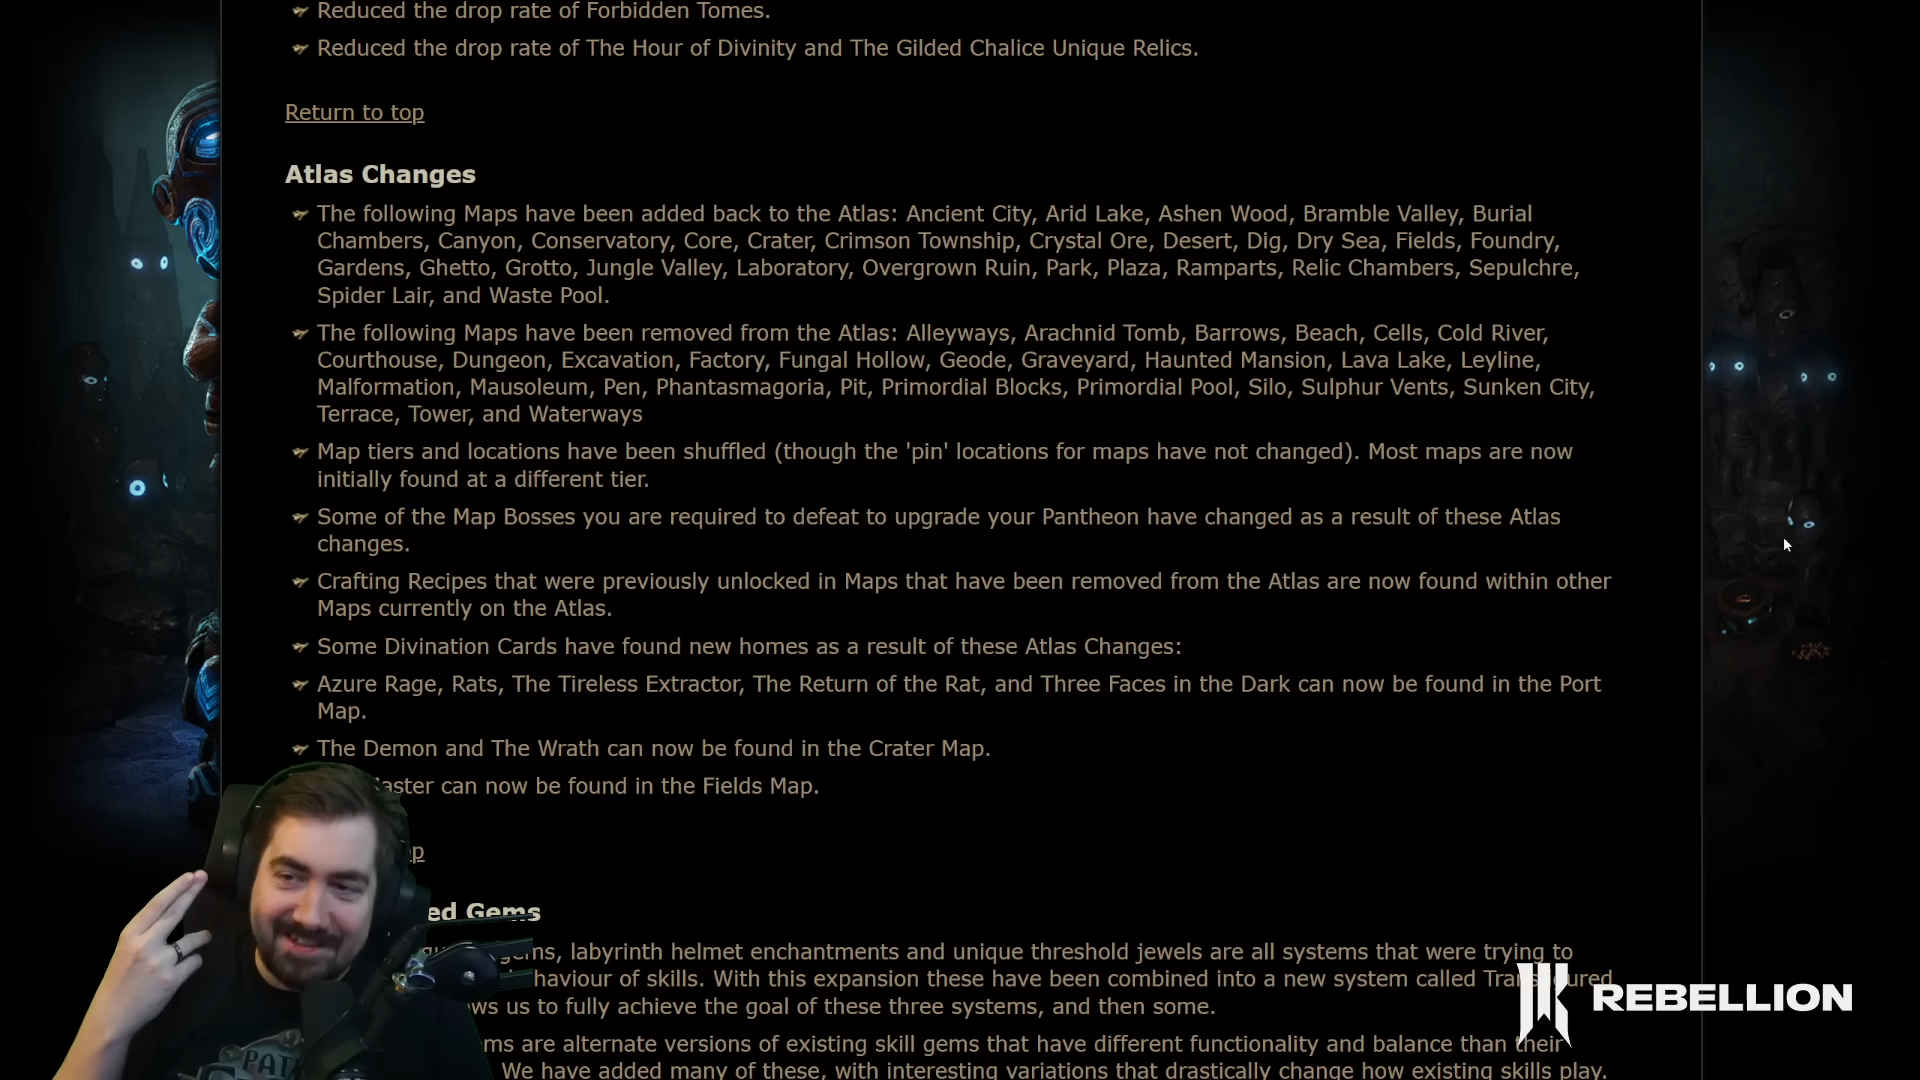 Reduced the drop rate of Forbidden Tomes.
Reduced the drop rate of The Hour of Divinity and The Gilded Chalice Unique Relics.
Return to top
Atlas Changes
The following Maps have been added back to the Atlas: Ancient City, Arid Lake, Ashen Wood, Bramble Valley, Burial
Chambers, Canyon, Conservatory, Core, Crater, Crimson Township, Crystal Ore, Desert, Dig, Dry Sea, Fields, Foundry,
Gardens, Ghetto, Grotto, Jungle Valley, Laboratory, Overgrown Ruin, Park, Plaza, Ramparts, Relic Chambers, Sepulchre,
Spider Lair, and Waste Pool.
The following Maps have been removed from the Atlas: Alleyways, Arachnid Tomb, Barrows, Beach, Cells, Cold River,
Courthouse, Dungeon, Excavation, Factory, Fungal Hollow, Geode, Graveyard, Haunted Mansion, Lava Lake, Leyline,
Malformation, Mausoleum, Pen, Phantasmagoria, Pit, Primordial Blocks, Primordial Pool, Silo, Sulphur Vents, Sunken City,
Terrace, Tower, and Waterways
Map tiers and locations have been shuffled (though the 'pin' locations for maps have not changed). Most maps are now
initially found at a different tier.
Some of the Map Bosses you are required to defeat to upgrade your Pantheon have changed as a result of these Atlas
changes.
Crafting Recipes that were previously unlocked in Maps that have been removed from the Atlas are now found within other
Maps currently on the Atlas.
Some Divination Cards have found new homes as a result of these Atlas Changes:
Azure Rage, Rats, The Tireless Extractor, The Return of the Rat, and Three Faces in the Dark can now be found in the Port
Map.
The Demon and The Wrath can now be found in the Crater Map.
can now be found in the Fields Map.
Gems
labyrinth helmet enchantments and unique threshold jewels are all systems that were trying to
of skills. With this expansion these have been combined into a new system called
us to fully achieve the goal of these three systems, and then some.
are alternate versions of existing skill gems that have different functionality and balance than their
We have added many of these, with interesting variations that drastically change how existing skills play.
REBELLION